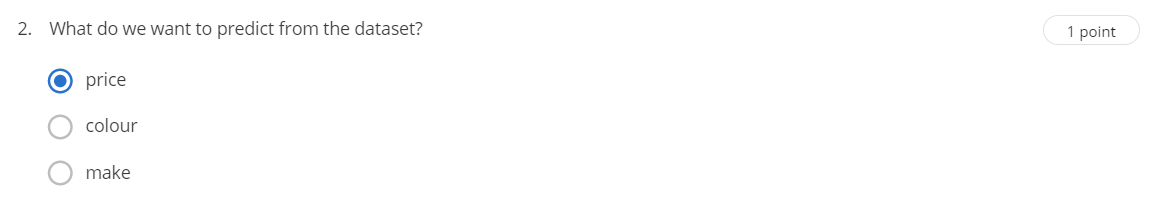 2. What do we want to predict from the dataset?
1 point
price
colour
make